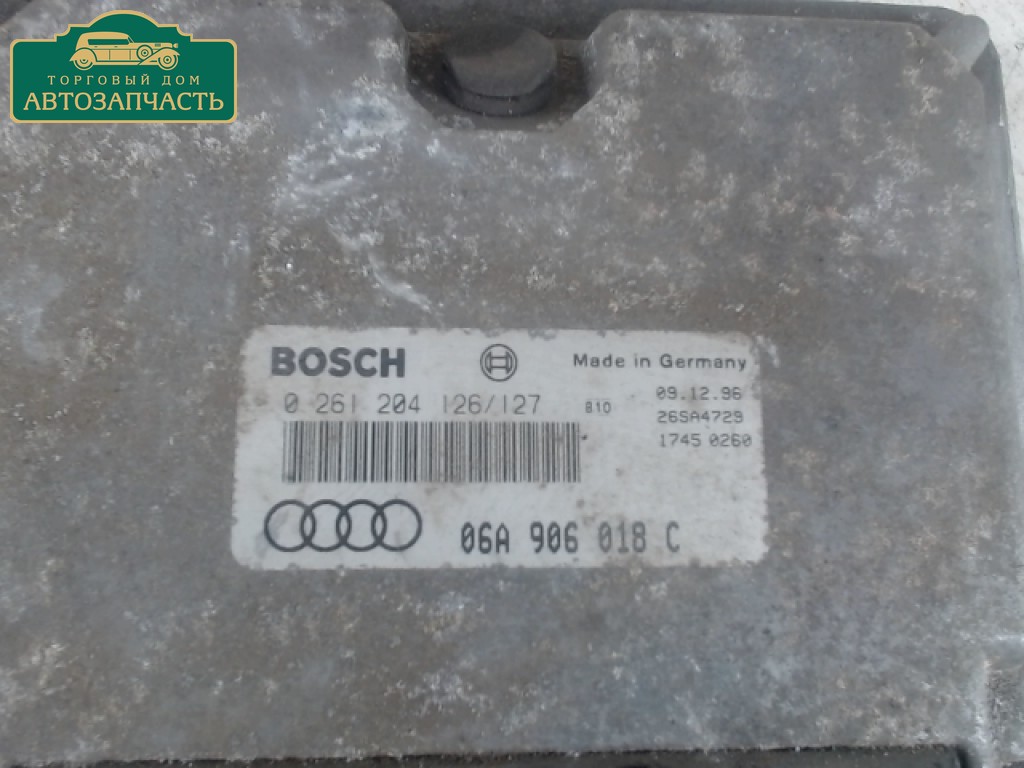 ТОРГОВЫЙ ДОМ
АВТОЗАПЧАСТЬ
BOSCH
Made in Germany
0 261 204 126/127
B10
09.12.96
26SA4729
1745 0260
06A 906 018 C